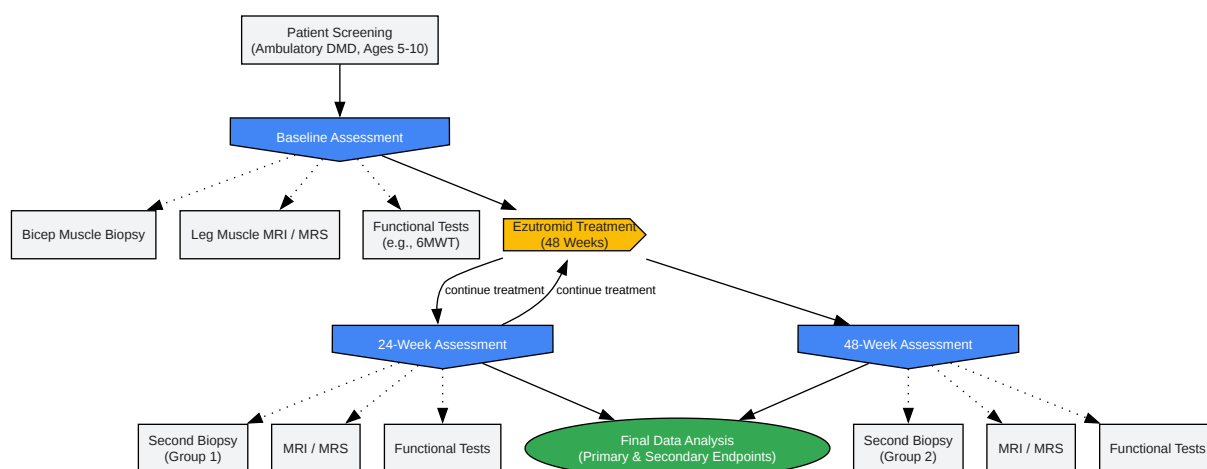 Patient Screening
(Ambulatory DMD, Ages 5-10)
Baseline Assessment
Bicep Muscle Biopsy
Leg Muscle MRI / MRS
Functional Tests
(e.g., 6MWT)
Ezutromid Treatment
(48 Weeks)
continue treatment
continue treatment
24-Week Assessment
48-Week Assessment
Second Biopsy
(Group 1)
MRI / MRS
Functional Tests
Final Data Analysis
(Primary & Secondary Endpoints)
Second Biopsy
(Group 2)
MRI / MRS
Functional Tests